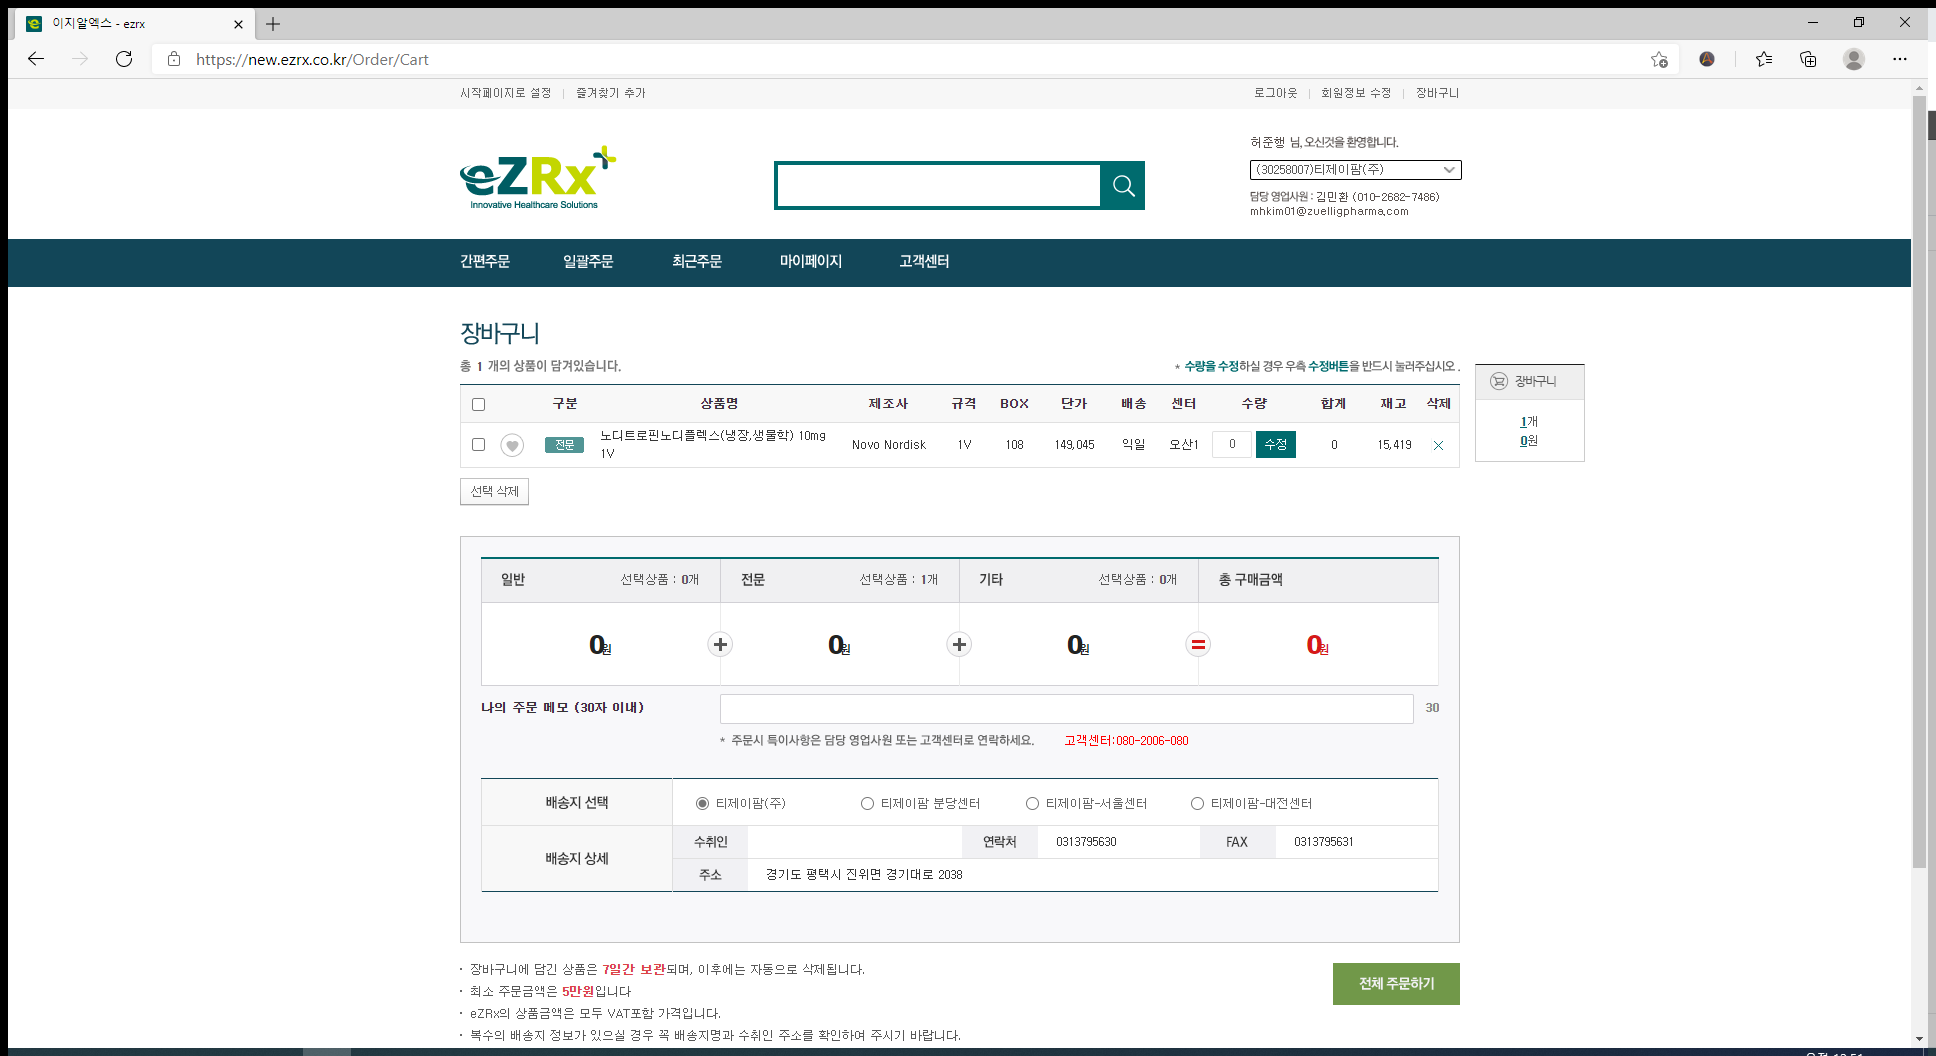 이지알엑스 - ezrx
https://new.ezrx.co.kr/Order/Cart
시작페이지로 설정 | 즐겨찾기 추가
로그아웃 | 회원정보 수정 | 장바구니
eZRx
Innovative Healthcare Solutions
허준행 님, 오신것을 환영합니다.
(30258007)티제이팜(주)
담당 영업사원 : 김민환 (010-2682-7486)
mhkim01@zuelligpharma.com
간편주문 일괄주문 최근주문 마이페이지 고객센터
장바구니
총 1 개의 상품이 담겨있습니다.
* 수량을 수정하실 경우 우측 수정버튼을 반드시 눌러주십시오 .
구분 상품명 제조사 규격 BOX 단가 배송 센터 수량 합계 재고 삭제
전문 노디트로핀노디플렉스(냉장,생물학) 10mg
1V
Novo Nordisk 1V 108 149,045 익일 오산1 0 수정 0 15,419
선택 삭제
장바구니
1개
0원
일반 선택상품 : 0개 전문 선택상품 : 1개 기타 선택상품 : 0개 총 구매금액
0원 + 0원 + 0원 = 0원
나의 주문 메모 (30자 이내) 30
* 주문시 특이사항은 담당 영업사원 또는 고객센터로 연락하세요. 고객센터:080-2006-080
배송지 선택 티제이팜(주) 티제이팜 분당센터 티제이팜-서울센터 티제이팜-대전센터
배송지 상세 수취인 연락처 0313795630 FAX 0313795631
주소 경기도 평택시 진위면 경기대로 2038
· 장바구니에 담긴 상품은 7일간 보관되며, 이후에는 자동으로 삭제됩니다.
· 최소 주문금액은 5만원입니다
· eZRx의 상품금액은 모두 VAT포함 가격입니다.
· 복수의 배송지 정보가 있으실 경우 꼭 배송지명과 수취인 주소를 확인하여 주시기 바랍니다.
전체 주문하기